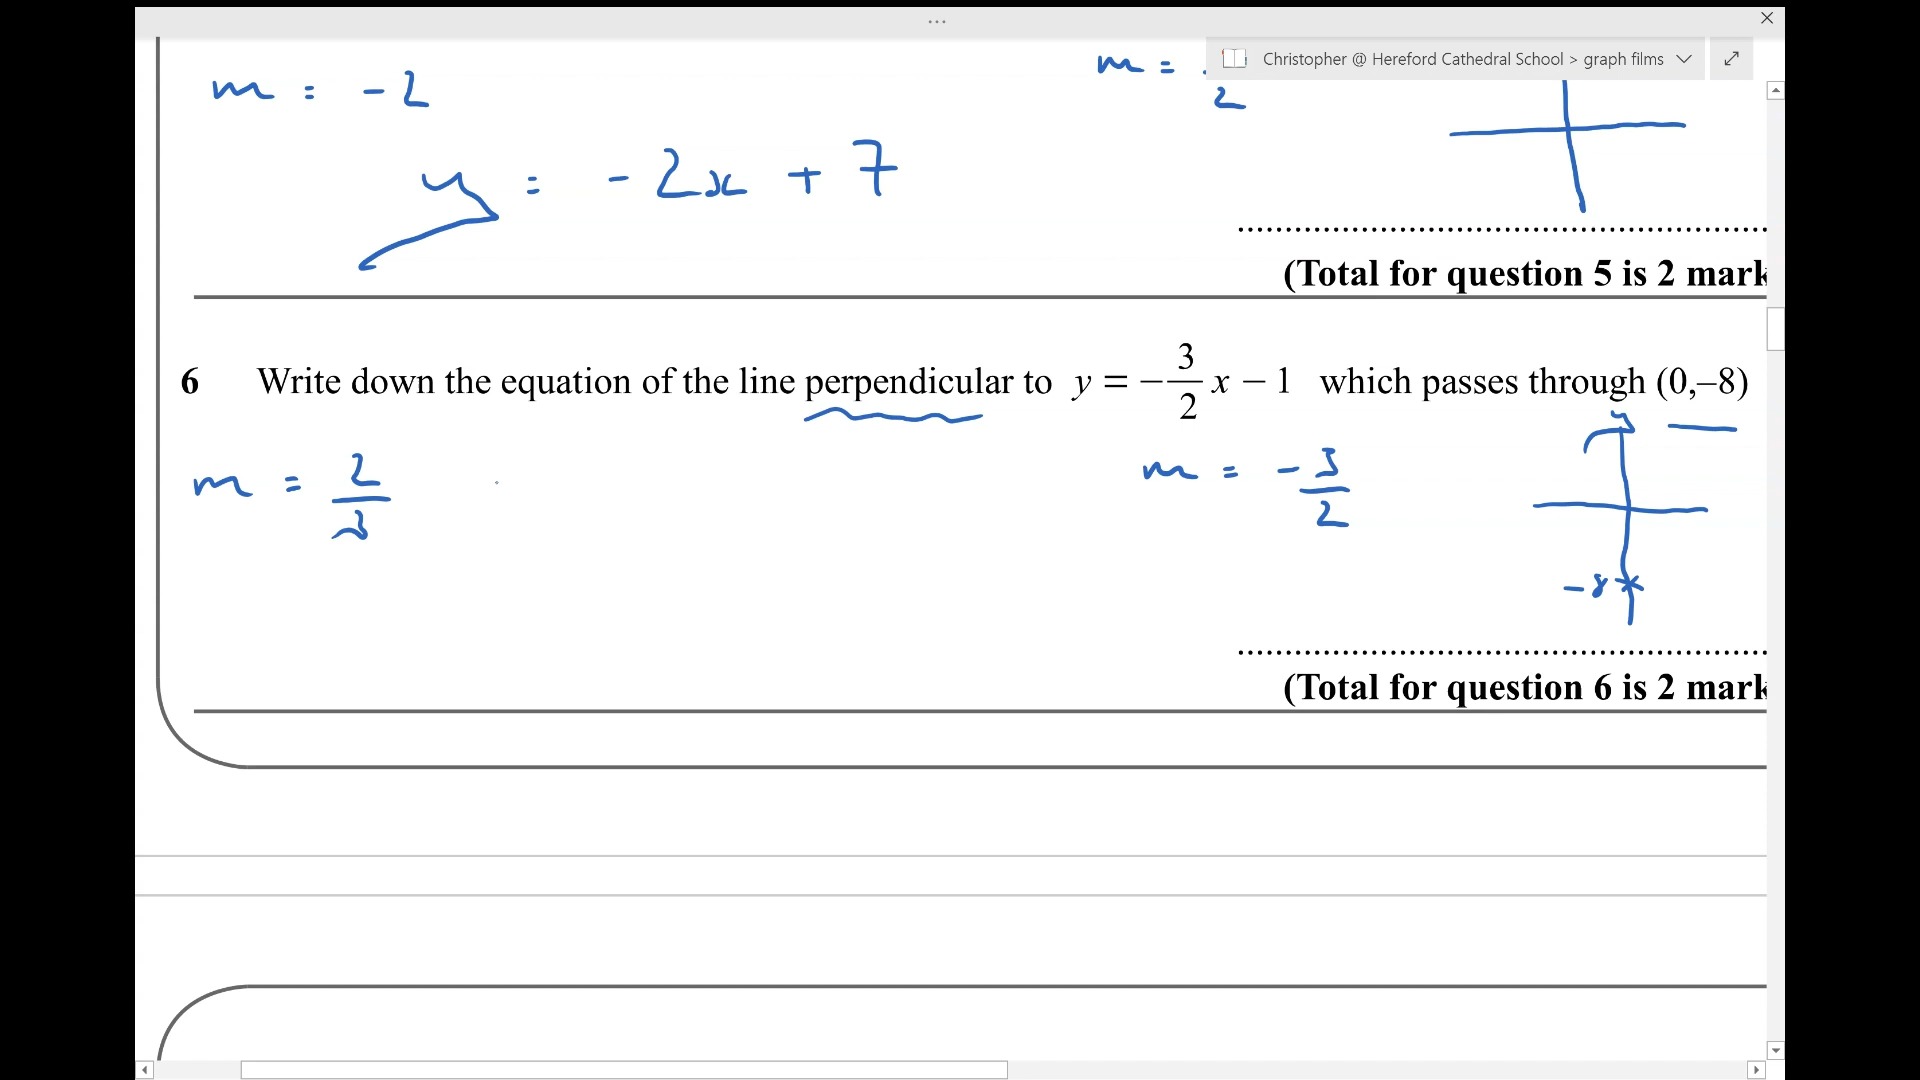 ...
Christopher @ Hereford Cathedral School > graph films
m = -2
m = 2
y = -2x + 7
(Total for question 5 is 2 mark
6 Write down the equation of the line perpendicular to y = -3/2 x - 1 which passes through (0,–8)
m = 2/3
m = -3/2
-8
(Total for question 6 is 2 mark